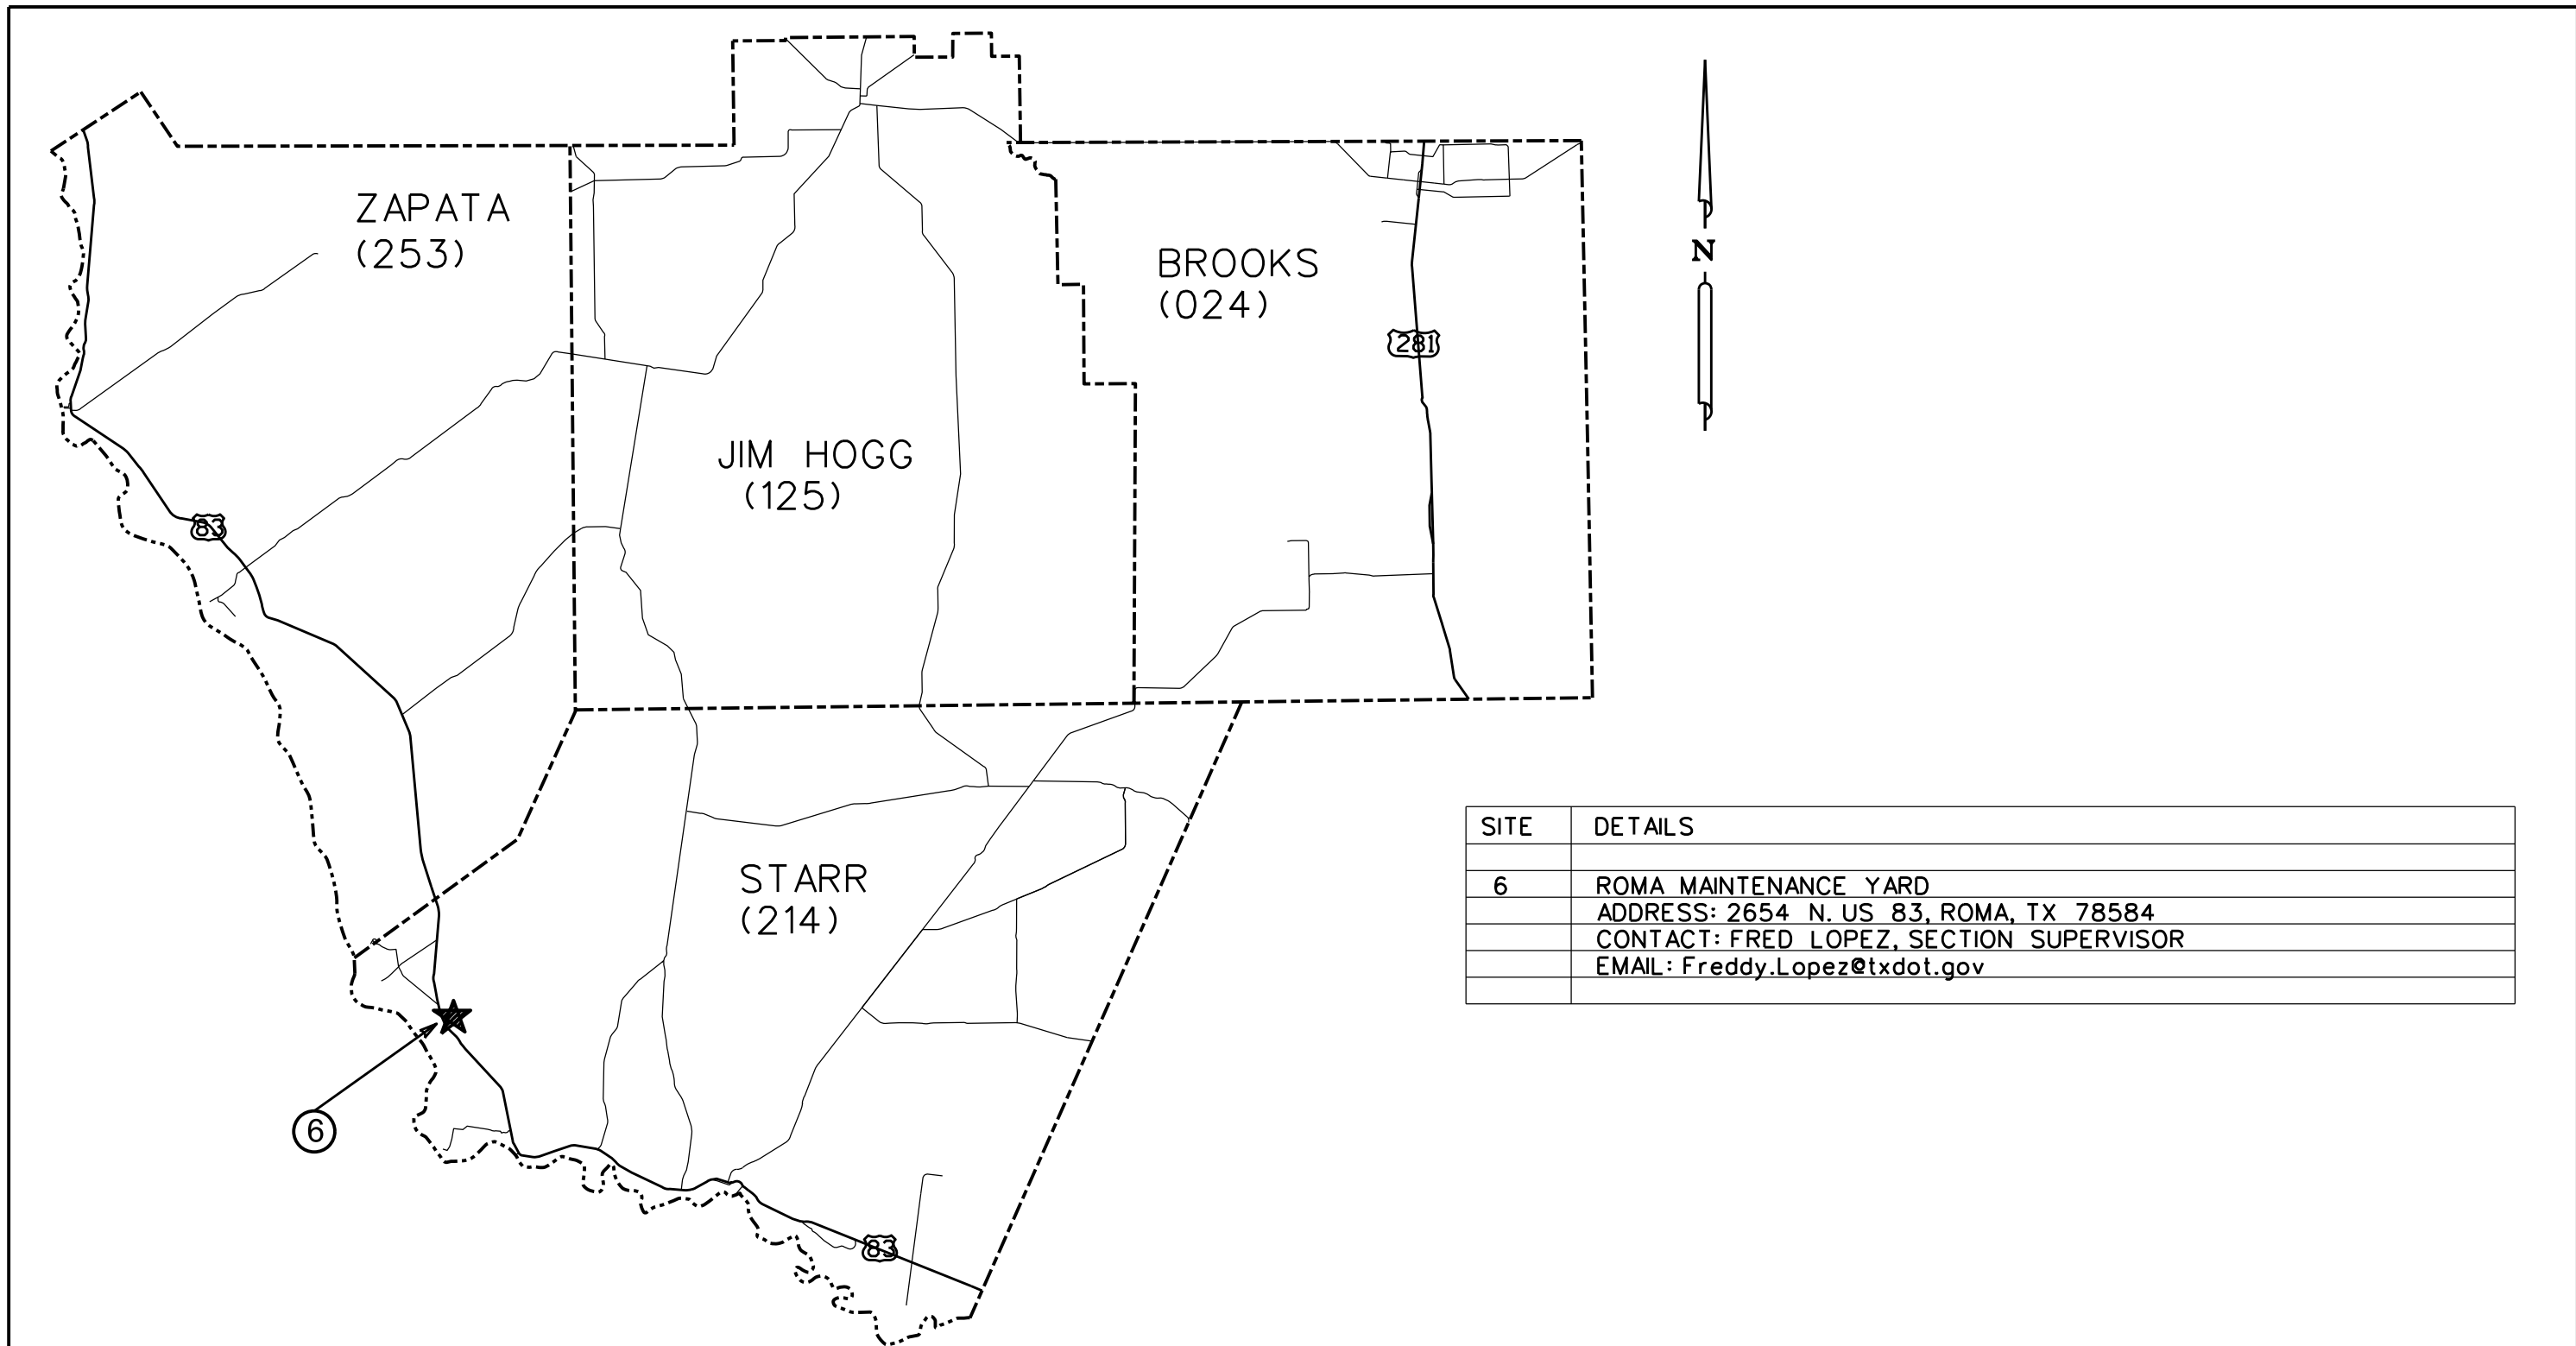 ZAPATA
(253)
BROOKS
(024)
N
281
JIM HOGG
(125)
83
STARR
(214)
6
83
SITE DETAILS
6 ROMA MAINTENANCE YARD
ADDRESS: 2654 N. US 83, ROMA, TX 78584
CONTACT: FRED LOPEZ, SECTION SUPERVISOR
EMAIL: Freddy.Lopez@txdot.gov